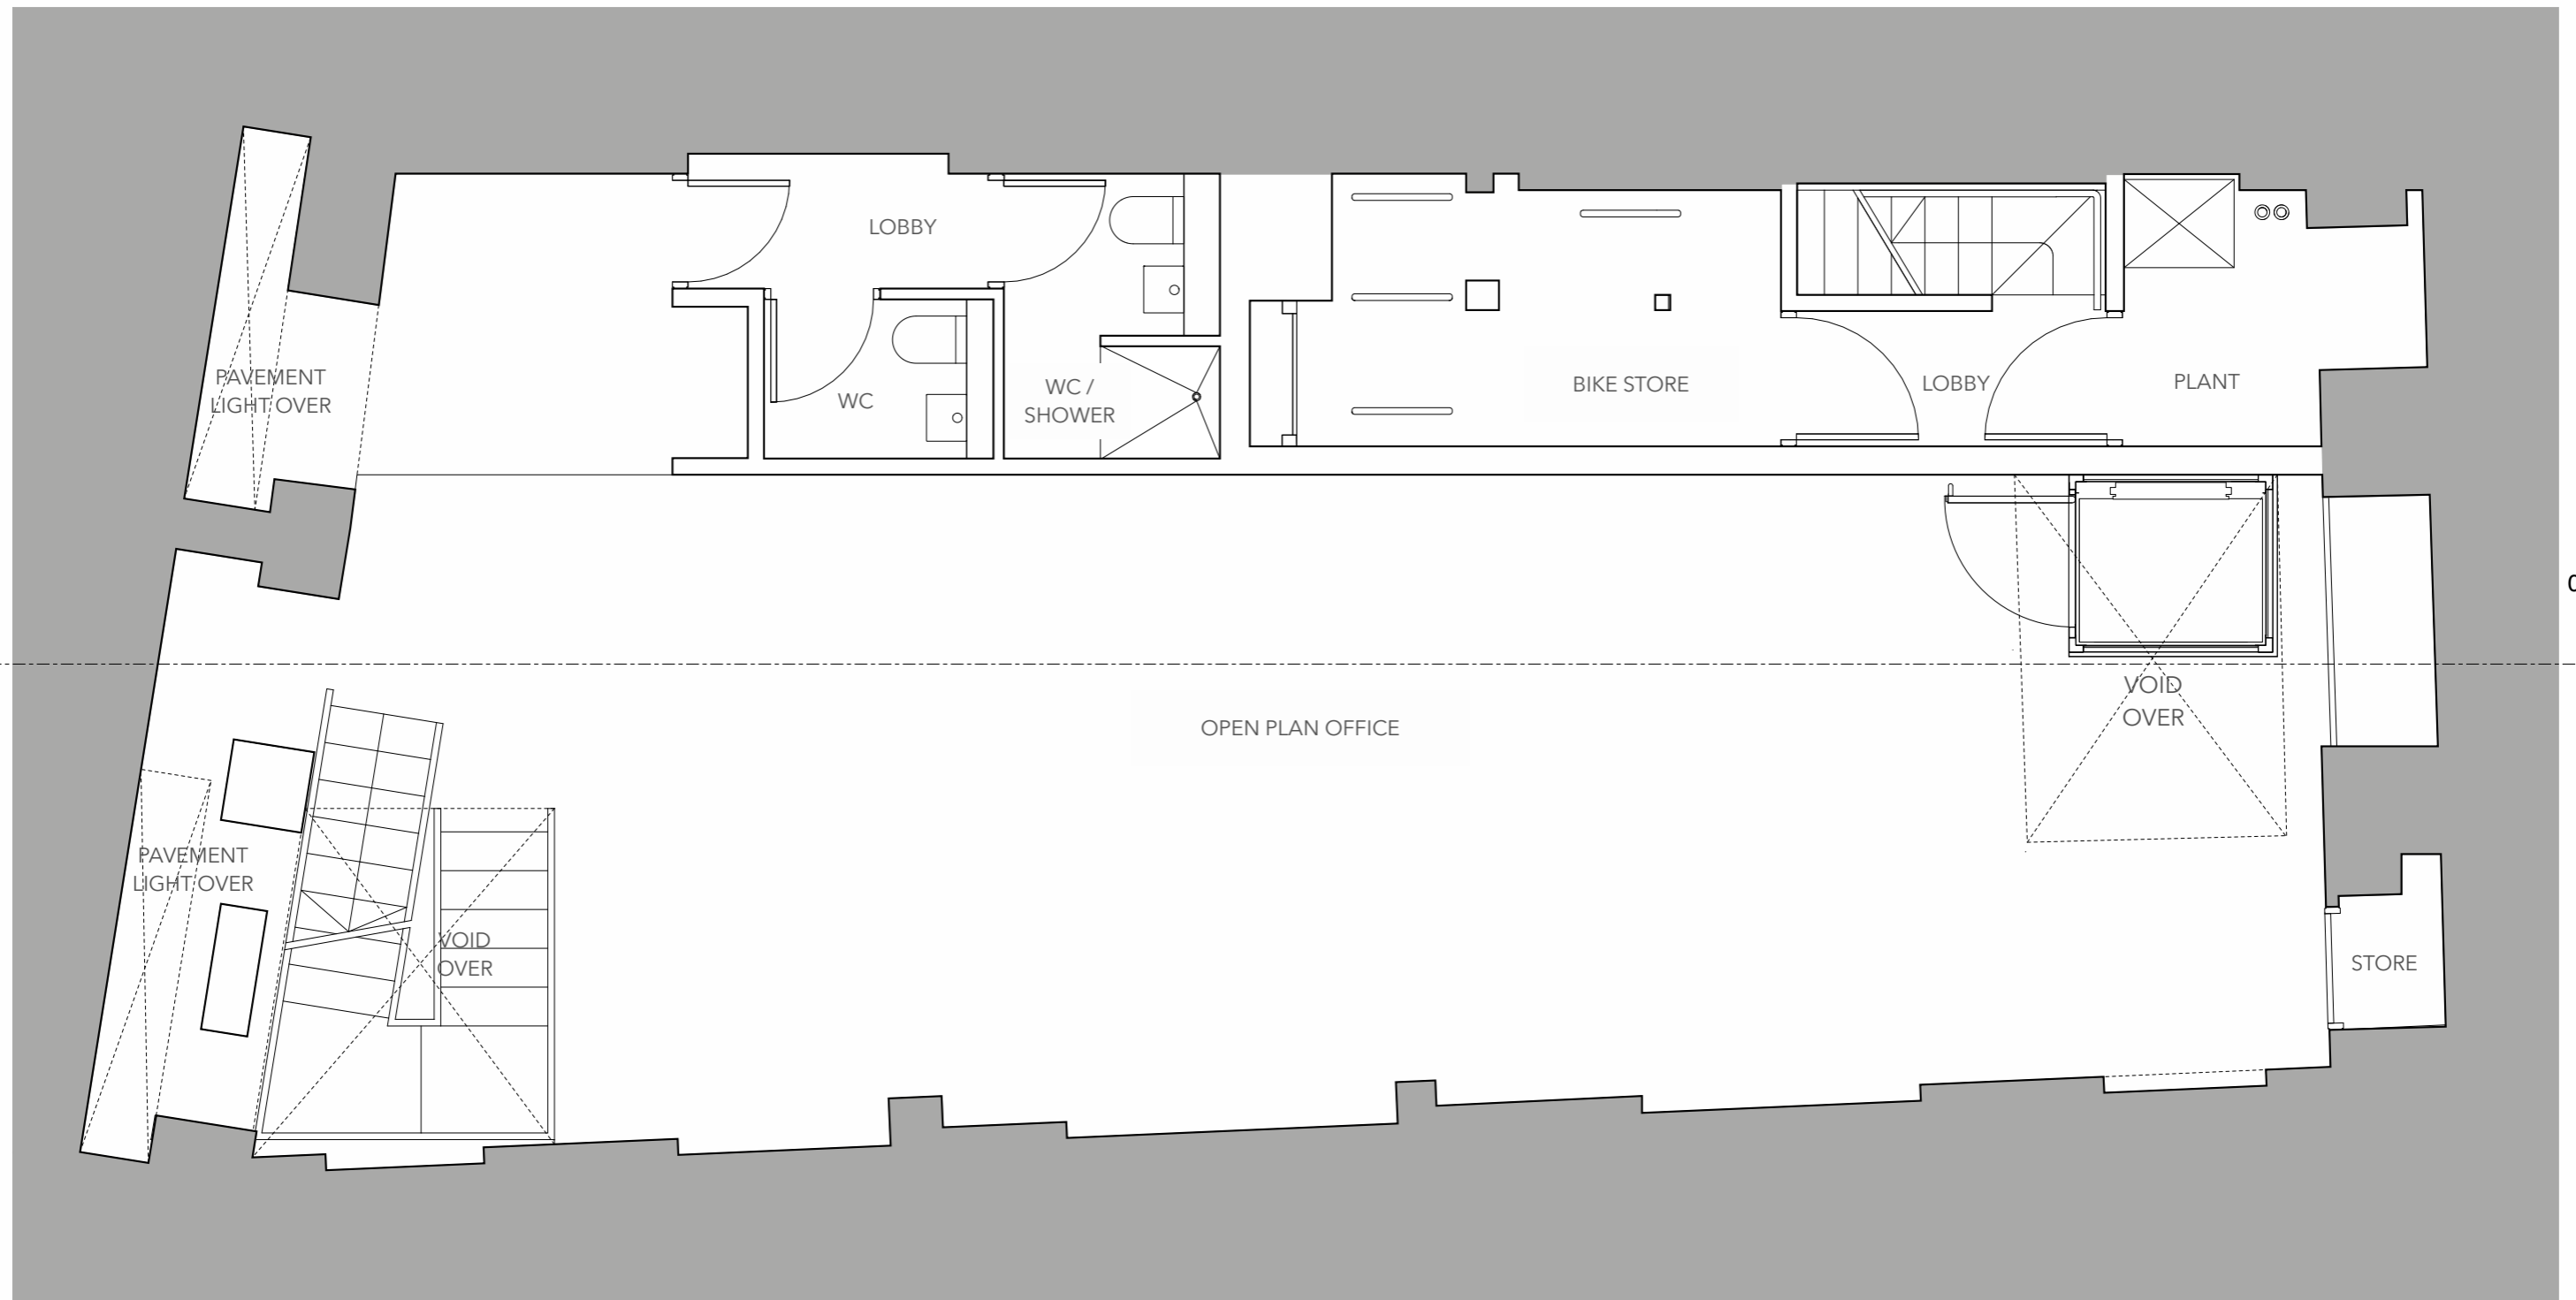 LOBBY
PAVEMENT
LIGHT OVER
WC
WC /
SHOWER
BIKE STORE
LOBBY
PLANT
OPEN PLAN OFFICE
VOID
OVER
PAVEMENT
LIGHT OVER
VOID
OVER
STORE